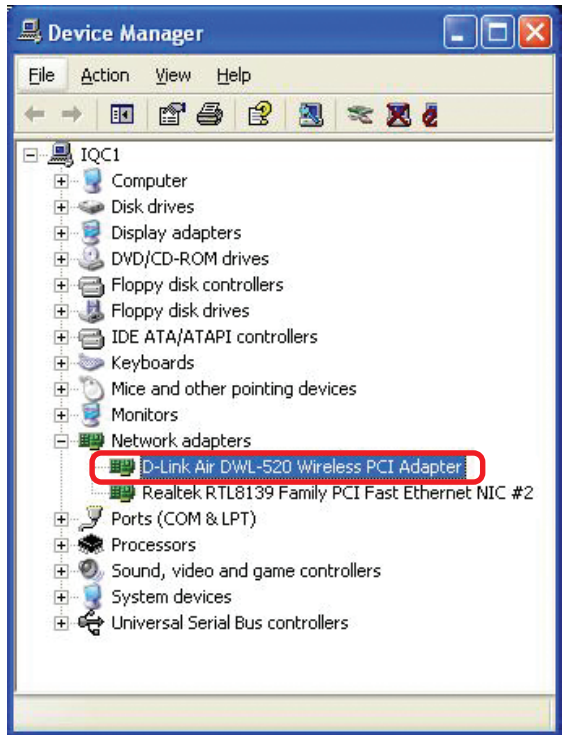 Device Manager
File Action View Help
IQC1
Computer
Disk drives
Display adapters
DVD/CD-ROM drives
Floppy disk controllers
Floppy disk drives
IDE ATA/ATAPI controllers
Keyboards
Mice and other pointing devices
Monitors
Network adapters
D-Link Air DWL-520 Wireless PCI Adapter
Realtek RTL8139 Family PCI Fast Ethernet NIC #2
Ports (COM & LPT)
Processors
Sound, video and game controllers
System devices
Universal Serial Bus controllers